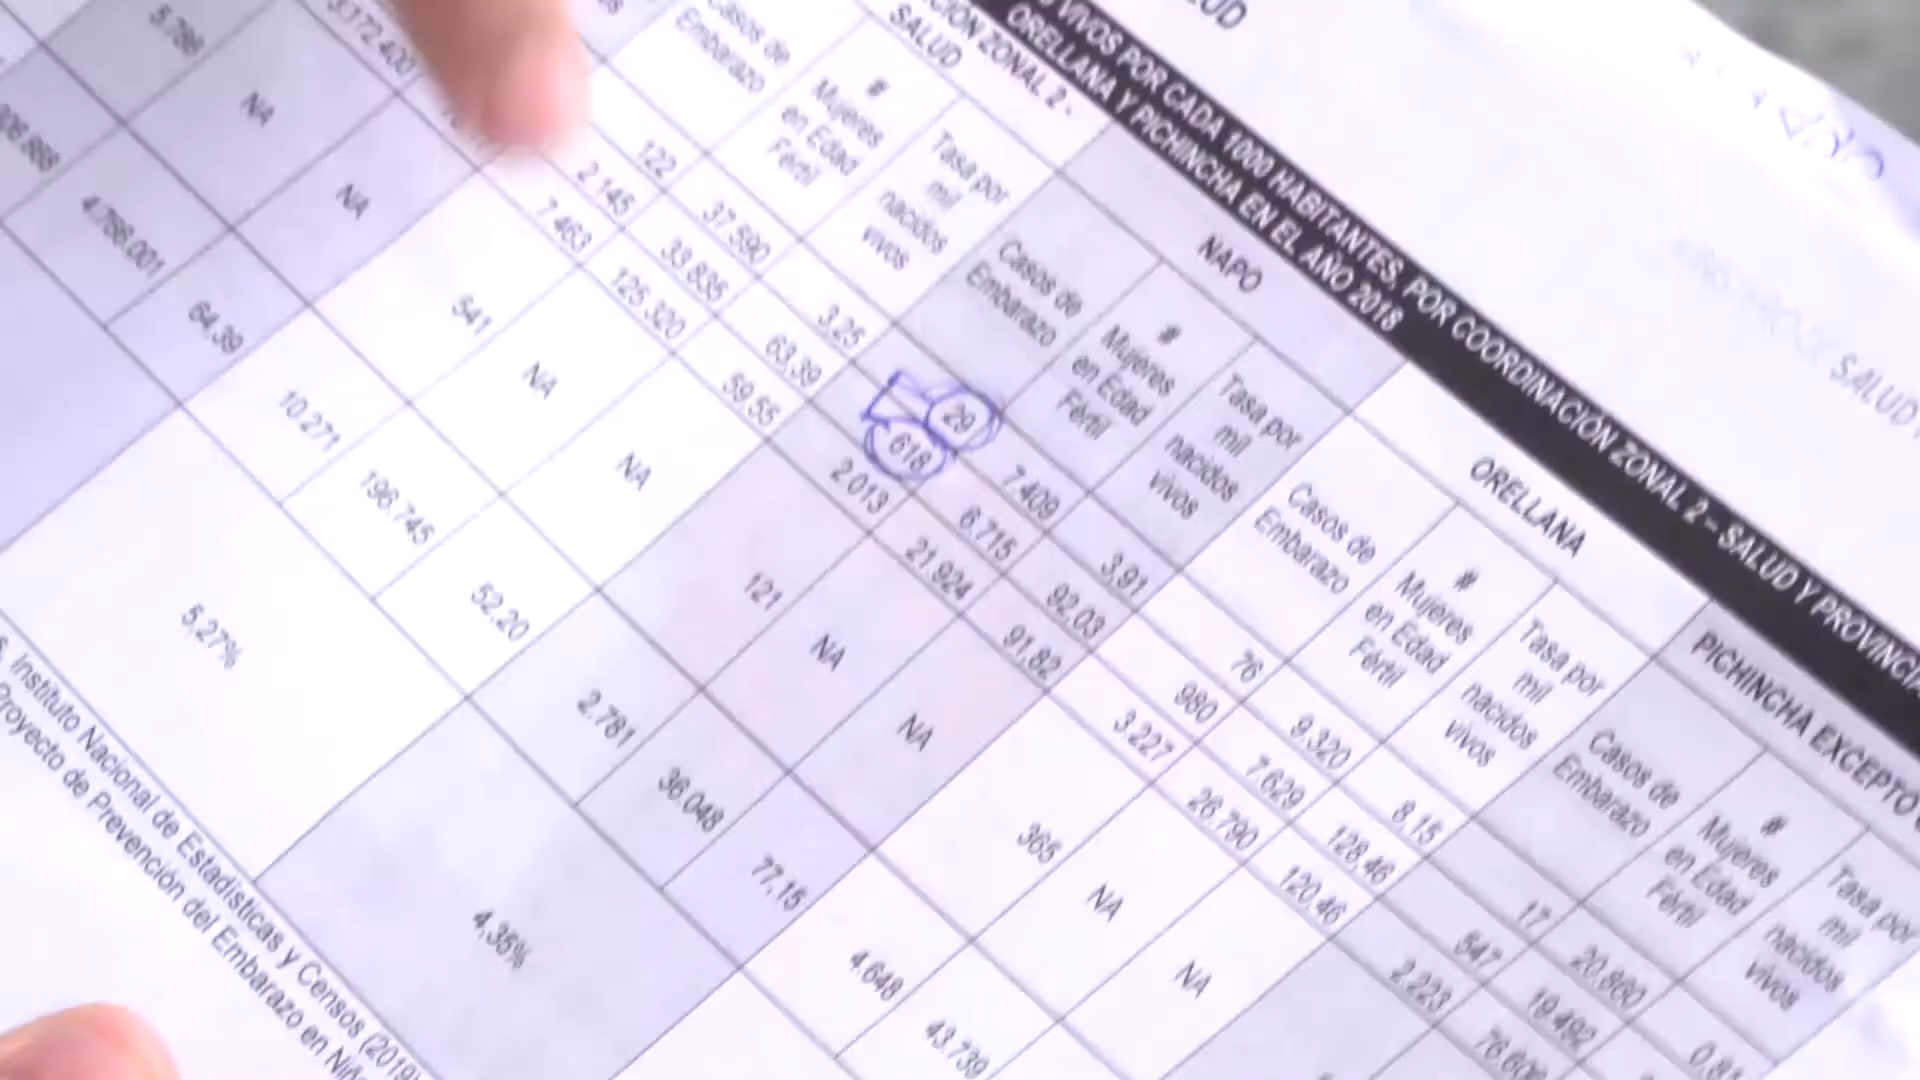 VIVOS POR CADA 1000 HABITANTES, POR COORDINACIÓN ZONAL 2 - SALUD Y PROVINCIA
ORELLANA Y PICHINCHA EN EL AÑO 2018
ZONAL 2 -
SALUD
NAPO
ORELLANA
PICHINCHA EXCEPTO
Casos de
Embarazo
#
Mujeres
en Edad
Fértil
Tasa por
mil
nacidos
vivos
Casos de
Embarazo
#
Mujeres
en Edad
Fértil
Tasa por
mil
nacidos
vivos
Casos de
Embarazo
#
Mujeres
en Edad
Fértil
Tasa por
mil
nacidos
vivos
Casos de
Embarazo
#
Mujeres
en Edad
Fértil
Tasa por
mil
nacidos
vivos
122 37.590 3,25 29 7.409 3,91 76 9.320 8,15 17 20.860
2.145 33.835 63,39 618 6.715 92,03 980 7.629 128,46 547 19.492
7.463 125.320 59,55 2.013 21.924 91,82 3.227 26.790 120,46 2.223
5.798 NA NA 541 NA NA 121 NA NA 365 NA NA
4.756.001 64,39 10.271 196.745 52,20 2.781 36.048 77,15 4.648 43.739
5,27% 4,35%
Instituto Nacional de Estadísticas y Censos (2019)
Proyecto de Prevención del Embarazo en
SALUD